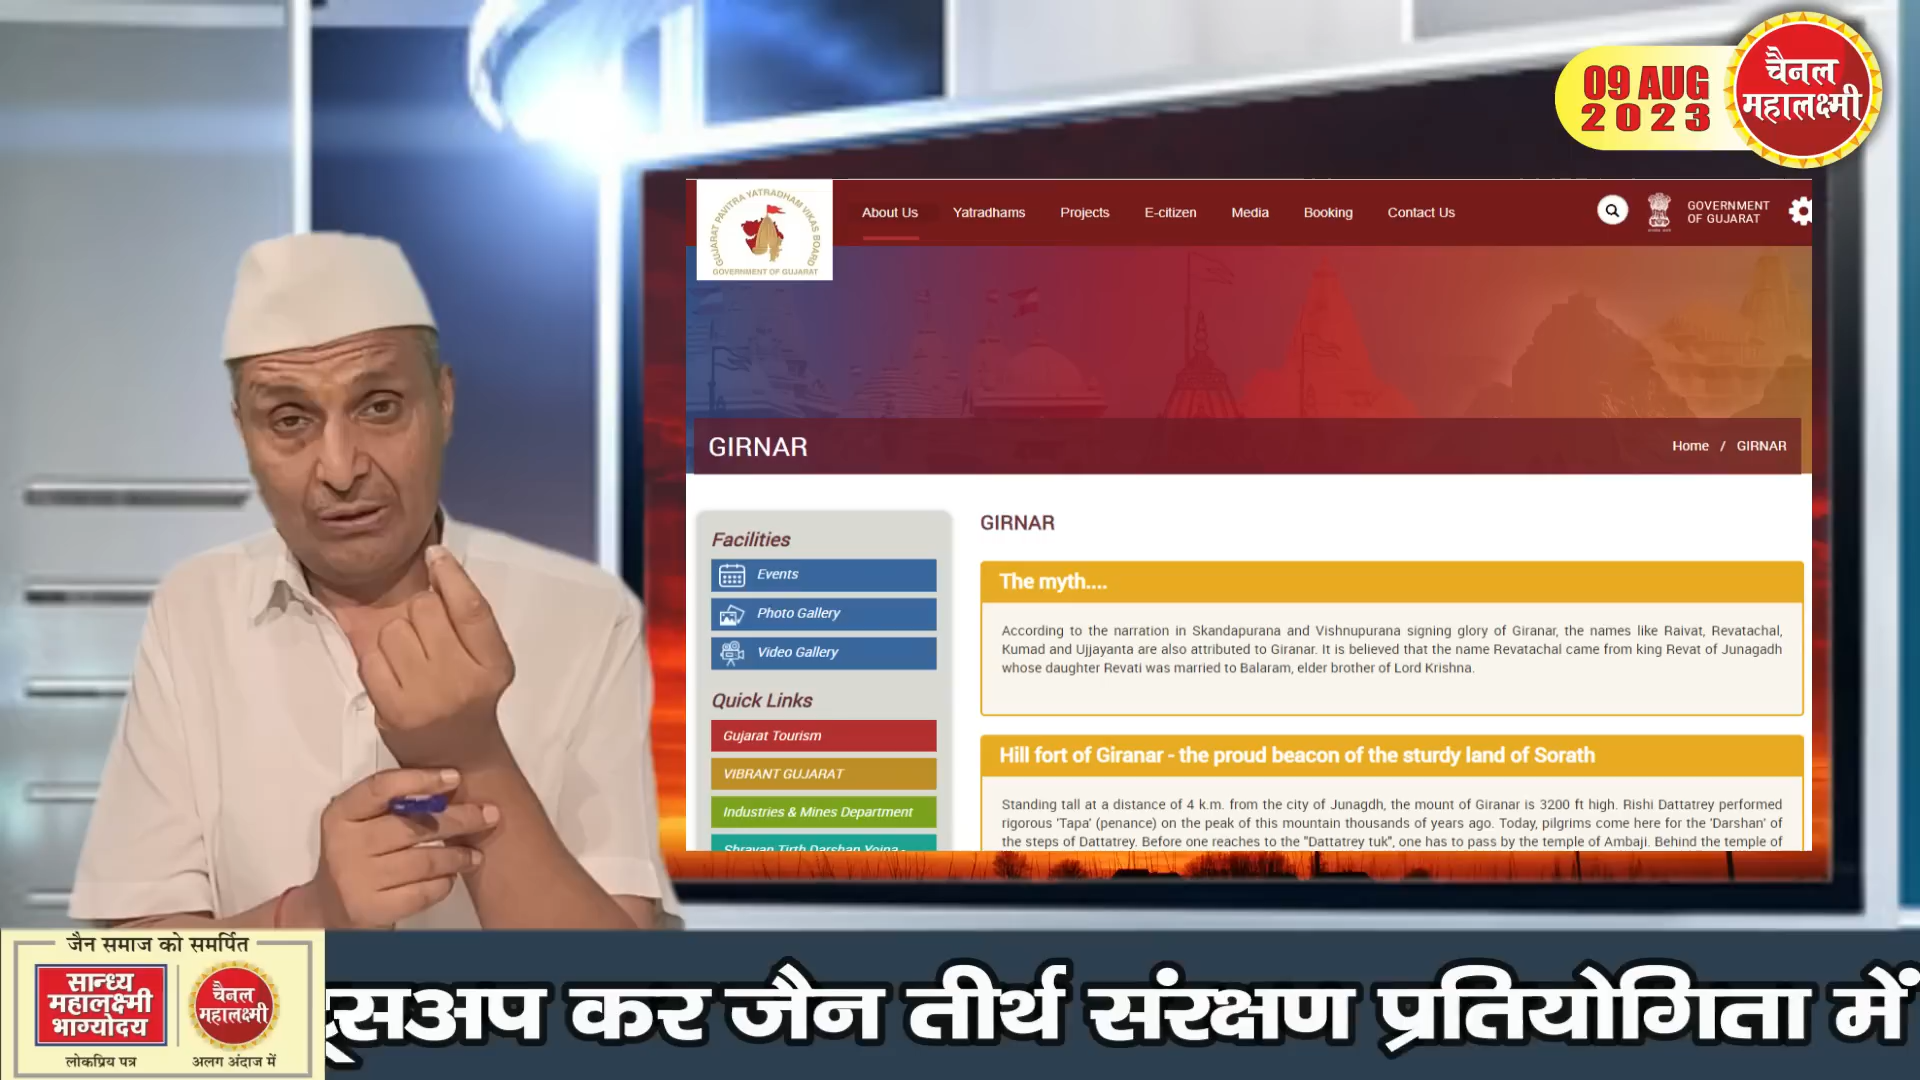 09 AUG
2023
चैनल
महालक्ष्मी
GUJARAT PAVITRA YATRADHAM VIKAS BOARD
GOVERNMENT OF GUJARAT
About Us
Yatradhams
Projects
E-citizen
Media
Booking
Contact Us
GOVERNMENT
OF GUJARAT
GIRNAR
Home / GIRNAR
Facilities
Events
Photo Gallery
Video Gallery
Quick Links
Gujarat Tourism
VIBRANT GUJARAT
Industries & Mines Department
Shravan Tirth Darshan Yojna -
GIRNAR
The myth....
According to the narration in Skandapurana and Vishnupurana signing glory of Giranar, the names like Raivat, Revatachal,
Kumad and Ujjayanta are also attributed to Giranar. It is believed that the name Revatachal came from king Revat of Junagadh
whose daughter Revati was married to Balaram, elder brother of Lord Krishna.
Hill fort of Giranar - the proud beacon of the sturdy land of Sorath
Standing tall at a distance of 4 k.m. from the city of Junagdh, the mount of Giranar is 3200 ft high. Rishi Dattatrey performed
rigorous 'Tapa' (penance) on the peak of this mountain thousands of years ago. Today, pilgrims come here for the 'Darshan' of
the steps of Dattatrey. Before one reaches to the "Dattatrey tuk", one has to pass by the temple of Ambaji. Behind the temple of
जैन समाज को समर्पित
सान्ध्य
महालक्ष्मी
भाग्योदय
लोकप्रिय पत्र
चैनल
महालक्ष्मी
अलग अंदाज में
कर जैन तीर्थ संरक्षण प्रतियोगिता में